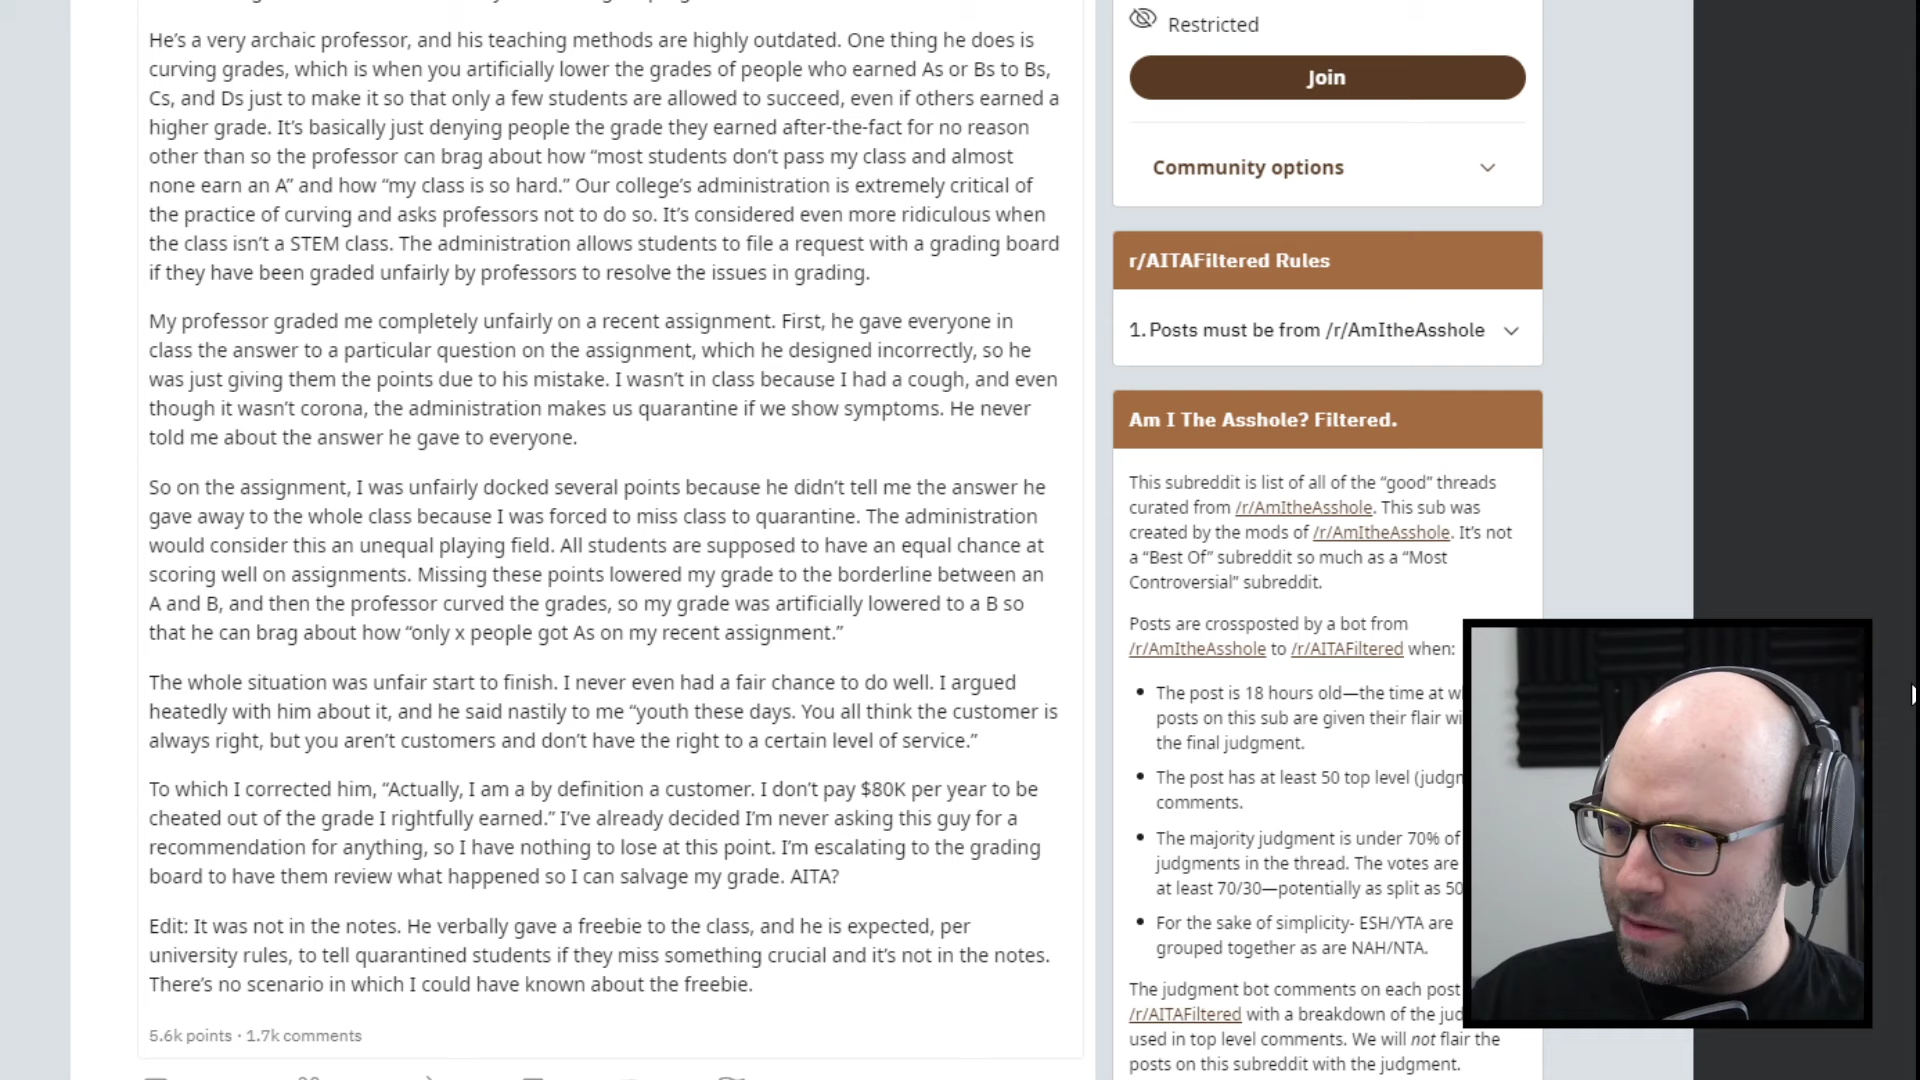 He's a very archaic professor, and his teaching methods are highly outdated. One thing he does is
curving grades, which is when you artificially lower the grades of people who earned As or Bs to Bs,
Cs, and Ds just to make it so that only a few students are allowed to succeed, even if others earned a
higher grade. It's basically just denying people the grade they earned after-the-fact for no reason
other than so the professor can brag about how “most students don't pass my class and almost
none earn an A” and how “my class is so hard.” Our college's administration is extremely critical of
the practice of curving and asks professors not to do so. It's considered even more ridiculous when
the class isn't a STEM class. The administration allows students to file a request with a grading board
if they have been graded unfairly by professors to resolve the issues in grading.
My professor graded me completely unfairly on a recent assignment. First, he gave everyone in
class the answer to a particular question on the assignment, which he designed incorrectly, so he
was just giving them the points due to his mistake. I wasn't in class because I had a cough, and even
though it wasn't corona, the administration makes us quarantine if we show symptoms. He never
told me about the answer he gave to everyone.
So on the assignment, I was unfairly docked several points because he didn't tell me the answer he
gave away to the whole class because I was forced to miss class to quarantine. The administration
would consider this an unequal playing field. All students are supposed to have an equal chance at
scoring well on assignments. Missing these points lowered my grade to the borderline between an
A and B, and then the professor curved the grades, so my grade was artificially lowered to a B so
that he can brag about how “only x people got As on my recent assignment.”
The whole situation was unfair start to finish. I never even had a fair chance to do well. I argued
heatedly with him about it, and he said nastily to me “youth these days. You all think the customer is
always right, but you aren't customers and don't have the right to a certain level of service.”
To which I corrected him, “Actually, I am a by definition a customer. I don't pay $80K per year to be
cheated out of the grade I rightfully earned.” I've already decided I'm never asking this guy for a
recommendation for anything, so I have nothing to lose at this point. I'm escalating to the grading
board to have them review what happened so I can salvage my grade. AITA?
Edit: It was not in the notes. He verbally gave a freebie to the class, and he is expected, per
university rules, to tell quarantined students if they miss something crucial and it's not in the notes.
There's no scenario in which I could have known about the freebie.
5.6k points · 1.7k comments
Restricted
Join
Community options
r/AITAFiltered Rules
1. Posts must be from /r/AmItheAsshole
Am I The Asshole? Filtered.
This subreddit is list of all of the “good” threads
curated from /r/AmItheAsshole. This sub was
created by the mods of /r/AmItheAsshole. It's not
a “Best Of” subreddit so much as a “Most
Controversial” subreddit.
Posts are crossposted by a bot from
/r/AmItheAsshole to /r/AITAFiltered when:
• The post is 18 hours old—the time at w
posts on this sub are given their flair wi
the final judgment.
• The post has at least 50 top level (judgr
comments.
• The majority judgment is under 70% of
judgments in the thread. The votes are
at least 70/30—potentially as split as 50
• For the sake of simplicity- ESH/YTA are
grouped together as are NAH/NTA.
The judgment bot comments on each post
/r/AITAFiltered with a breakdown of the jud
used in top level comments. We will not flair the
posts on this subreddit with the judgment.